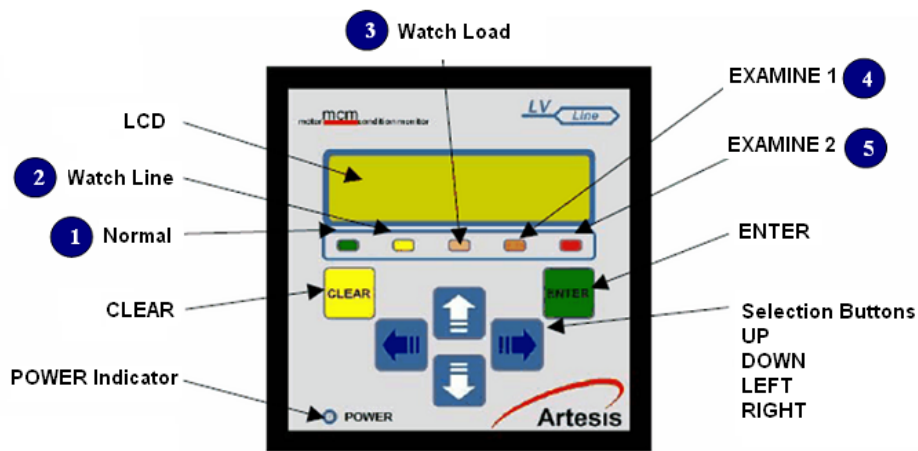 3 Watch Load
EXAMINE 1 4
LCD
motor mcm condition monitor
LV Line
EXAMINE 2 5
2 Watch Line
1 Normal
ENTER
CLEAR
ENTER
CLEAR
Selection Buttons
UP
DOWN
LEFT
RIGHT
POWER Indicator
POWER
Artesis